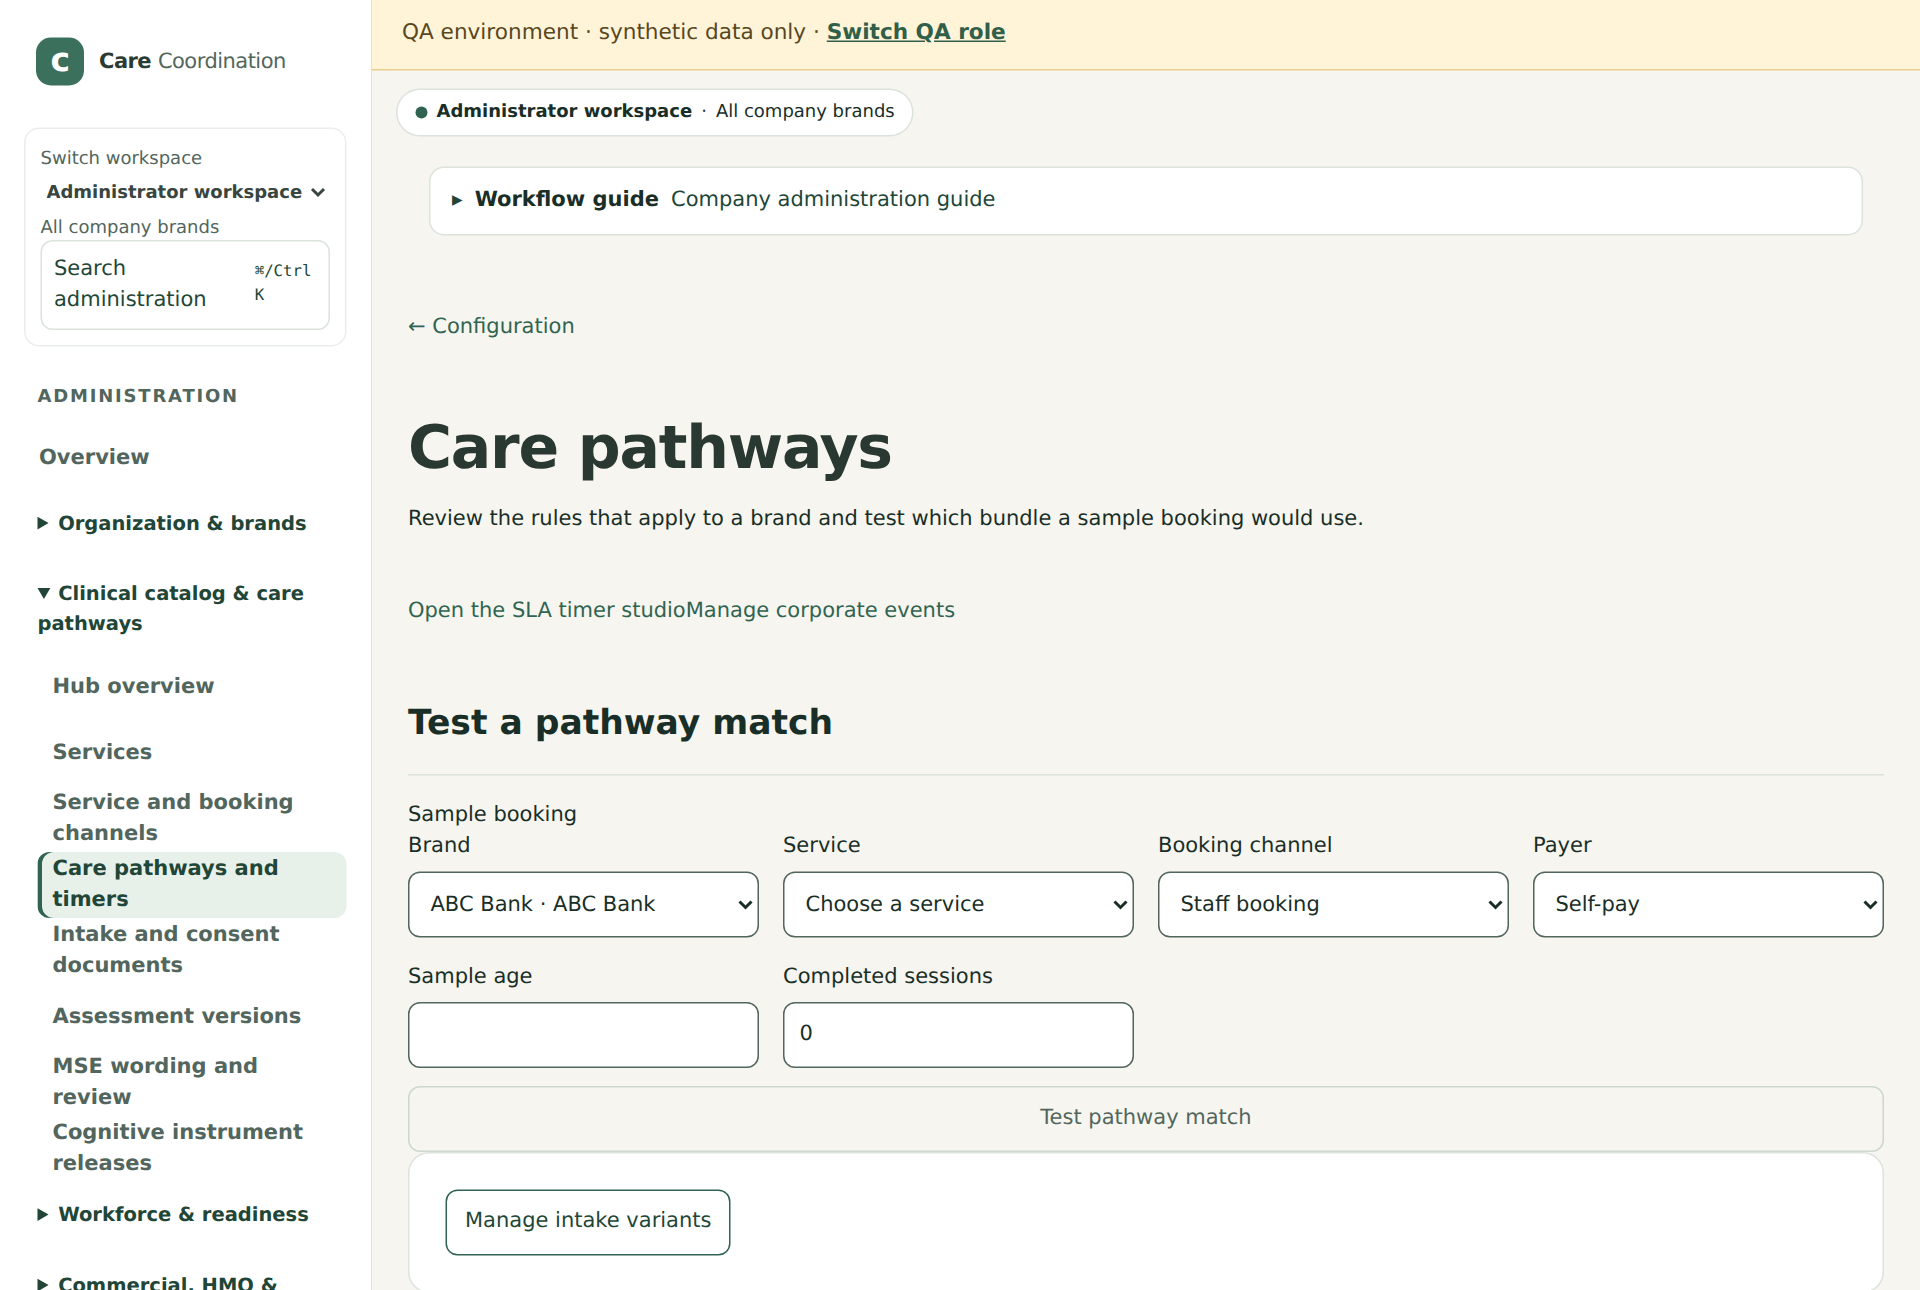 c
Care Coordination
Switch workspace
Administrator workspace
All company brands
Search
administration
⌘/Ctrl
K
ADMINISTRATION
Overview
▶ Organization & brands
▼ Clinical catalog & care
pathways
Hub overview
Services
Service and booking
channels
Care pathways and
timers
Intake and consent
documents
Assessment versions
MSE wording and
review
Cognitive instrument
releases
▶ Workforce & readiness
▶ Commercial, HMO &
QA environment · synthetic data only · Switch QA role
Administrator workspace · All company brands
▶ Workflow guide Company administration guide
← Configuration
Care pathways
Review the rules that apply to a brand and test which bundle a sample booking would use.
Open the SLA timer studioManage corporate events
Test a pathway match
Sample booking
Brand Service Booking channel Payer
ABC Bank · ABC Bank Choose a service Staff booking Self-pay
Sample age Completed sessions
0
Test pathway match
Manage intake variants